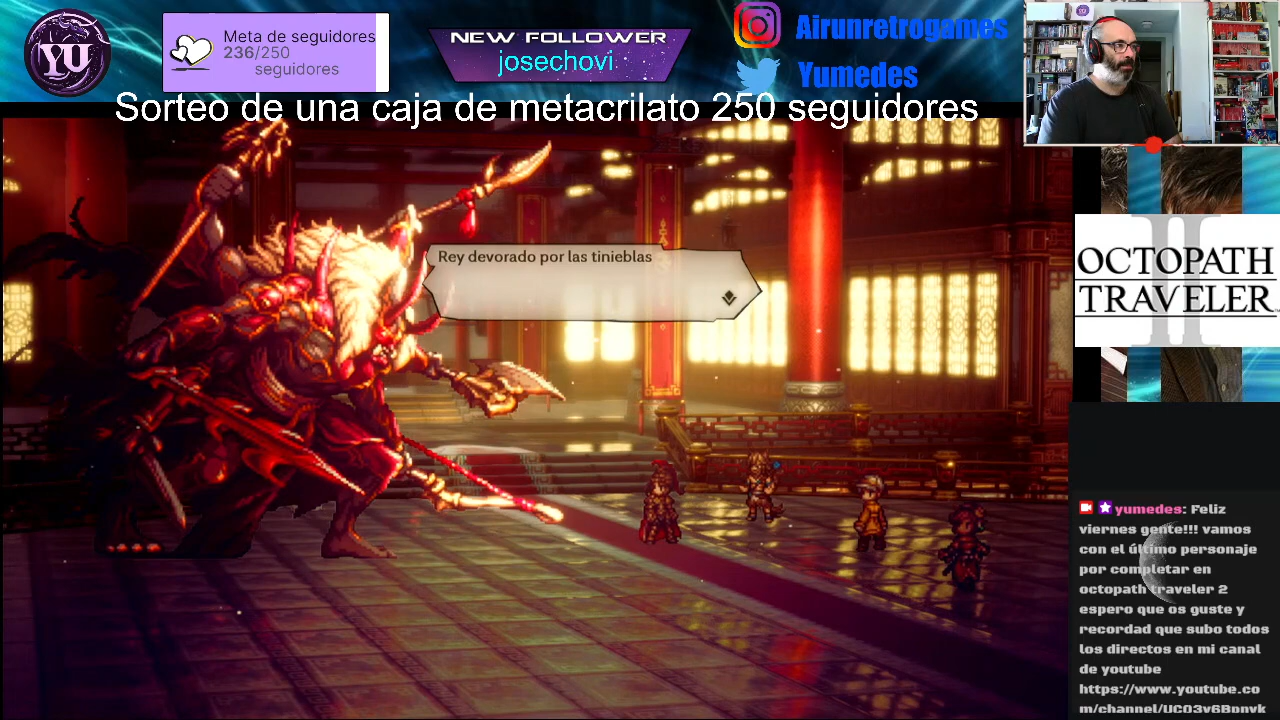 YU
Meta de seguidores
236/250
seguidores
NEW FOLLOWER
josechovi
Airunretrogames
Yumedes
Sorteo de una caja de metacrilato 250 seguidores
Rey devorado por las tinieblas
OCTOPATH
TRAVELER
II
yumedes: Feliz
viernes gente!!! vamos
con el último personaje
por completar en
octopath traveler 2
espero que os guste y
recordad que subo todos
los directos en mi canal
de youtube
https://www.youtube.co